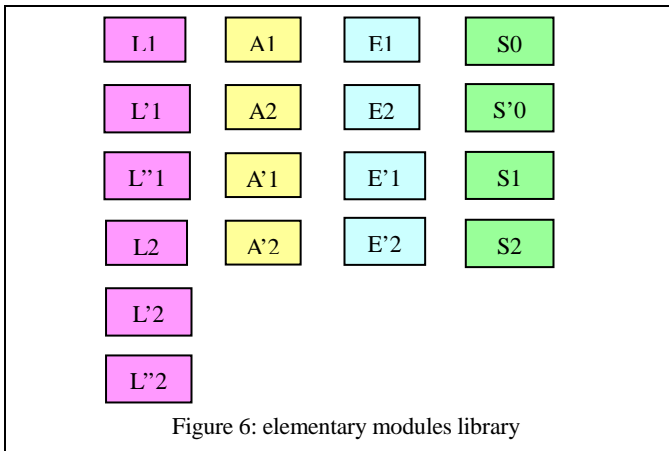 L1 A1 E1 S0
L'1 A2 E2 S'0
L''1 A'1 E'1 S1
L2 A'2 E'2 S2
L'2
L''2
Figure 6: elementary modules library